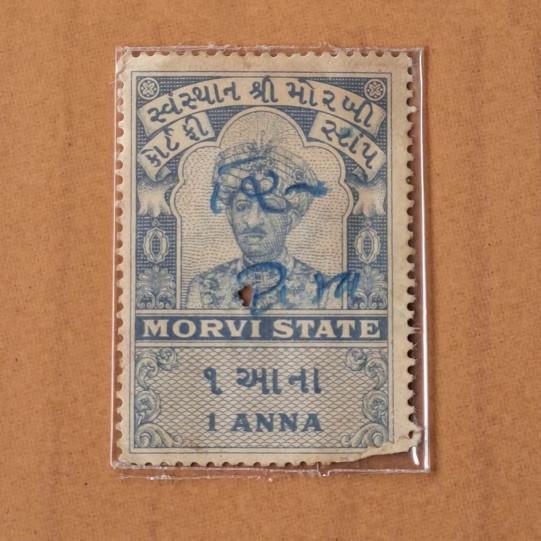 સ્વસ્થાન શ્રી મોરબી
કોર્ટ ફી સ્ટાંપ
MORVI STATE
૧ આના
1 ANNA